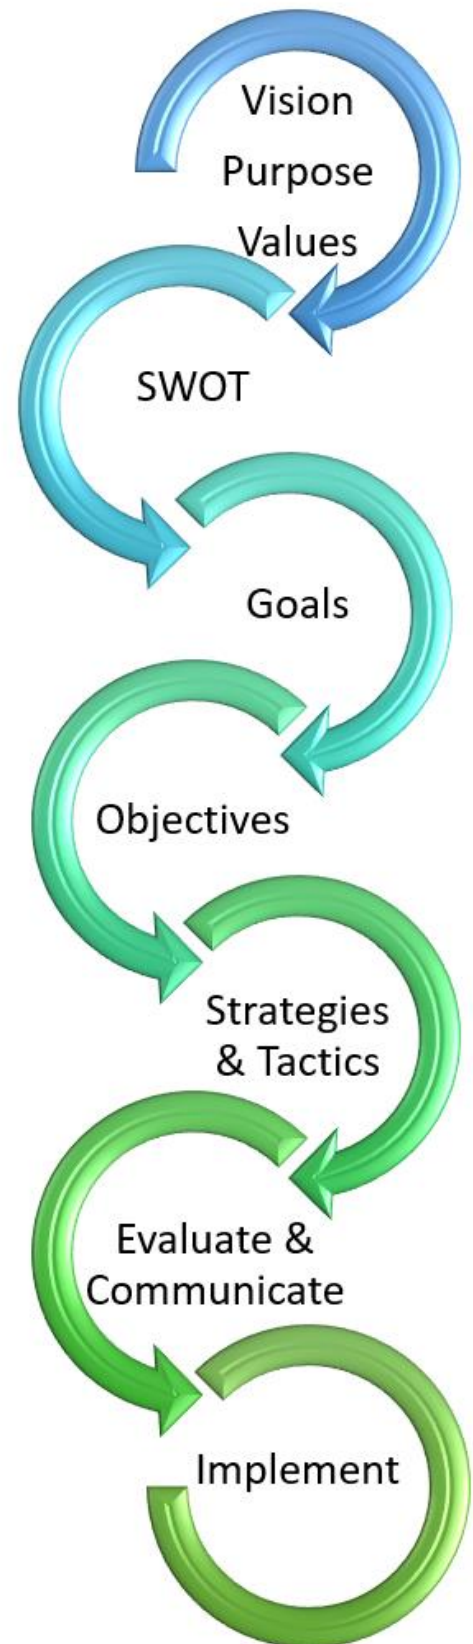 Vision
Purpose
Values
SWOT
Goals
Objectives
Strategies
& Tactics
Evaluate &
Communicate
Implement